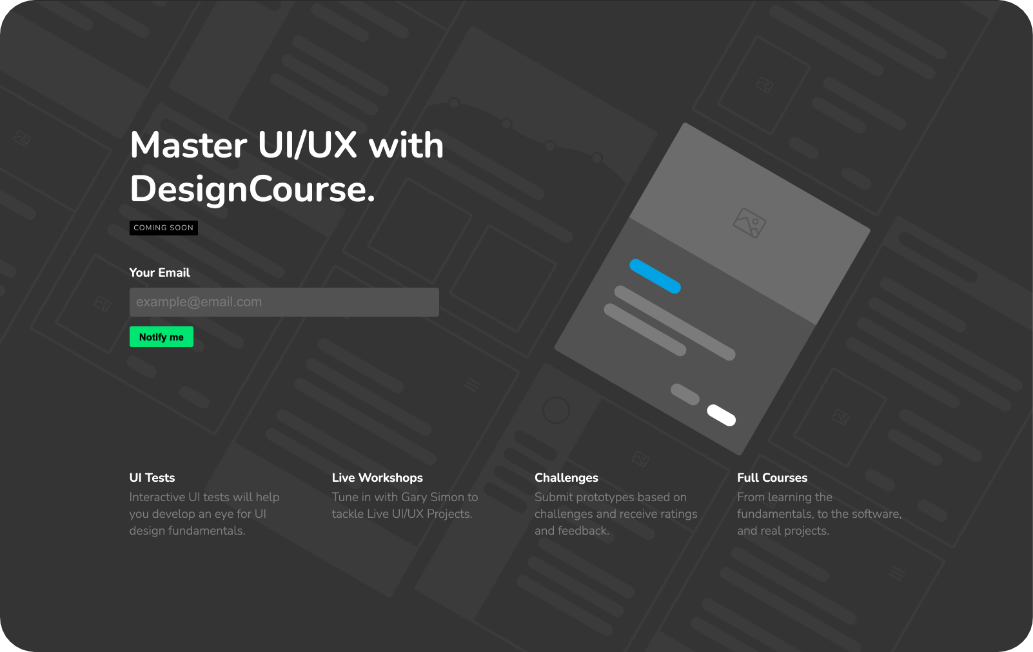 Master UI/UX with
DesignCourse.
COMING SOON
Your Email
example@email.com
Notify me
UI Tests
Interactive UI tests will help
you develop an eye for UI
design fundamentals.
Live Workshops
Tune in with Gary Simon to
tackle Live UI/UX Projects.
Challenges
Submit prototypes based on
challenges and receive ratings
and feedback.
Full Courses
From learning the
fundamentals, to the software,
and real projects.